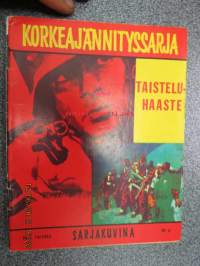 KORKEAJÄNNITYSSARJA
TAISTELU-
HAASTE
SARJAKUVINA